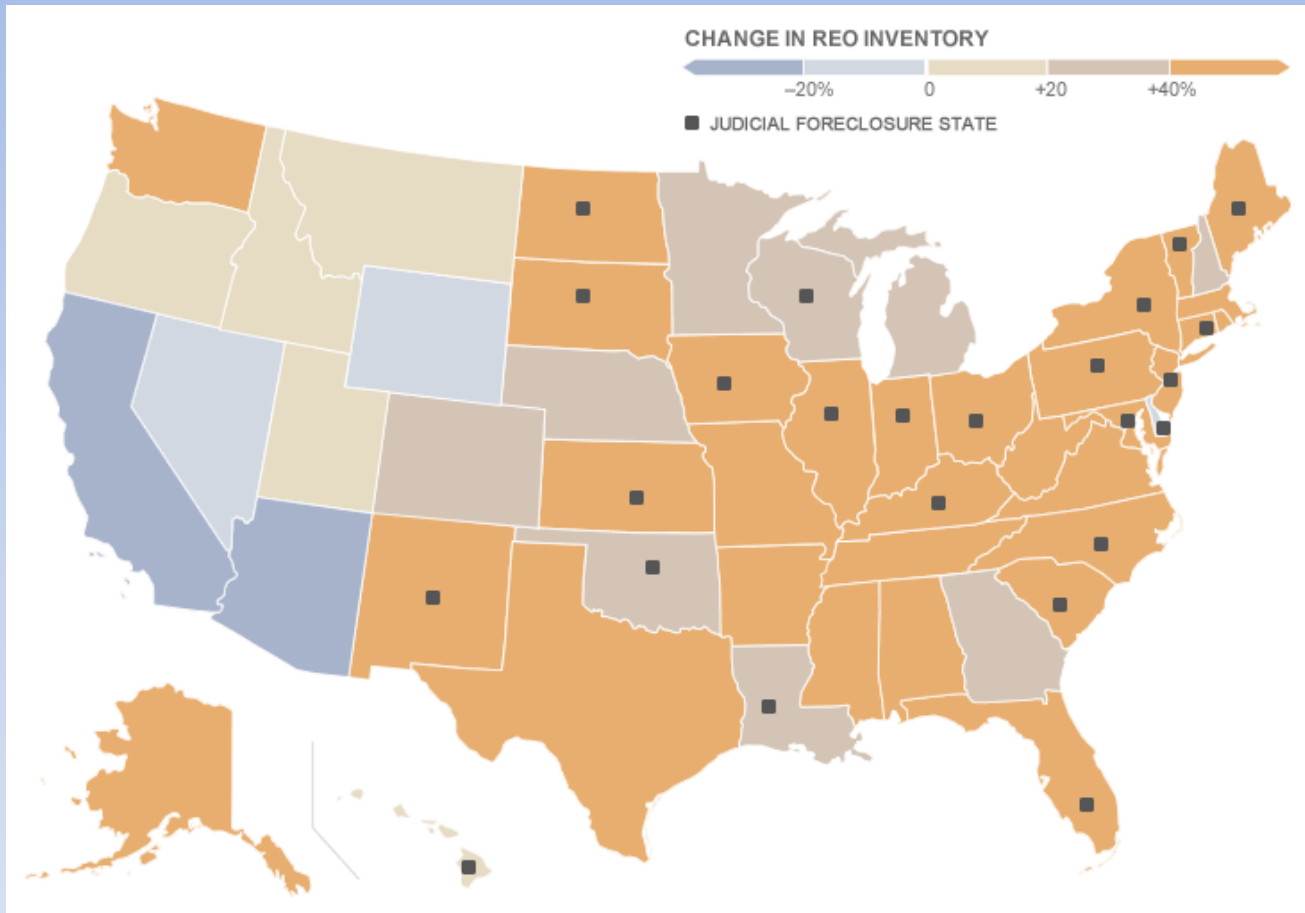 CHANGE IN REO INVENTORY
–20% 0 +20 +40%
JUDICIAL FORECLOSURE STATE